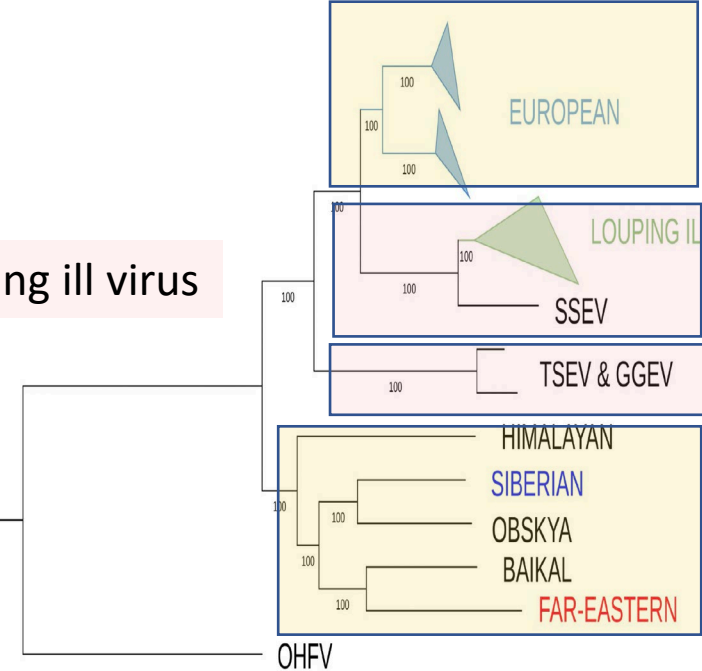 100
EUROPEAN
100
100
100
LOUPING IL
ng ill virus
100
100
100
SSEV
100
TSEV & GGEV
HIMALAYAN
SIBERIAN
100
100
OBSKYA
100
BAIKAL
100
FAR-EASTERN
OHFV